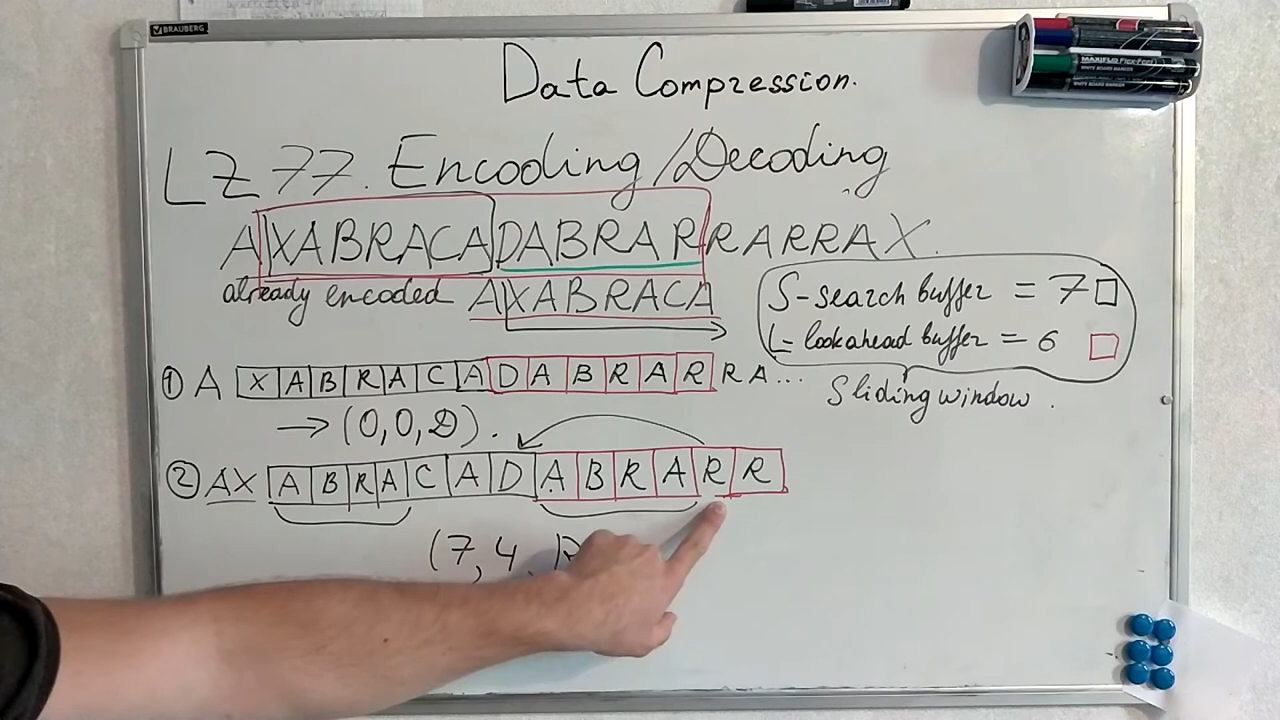 BRAUBERG
Data Compression.
LZ77. Encoding/Decoding
AXABRACADABRARRARRAX.
already encoded AXABRACA
S-search buffer = 7
L-lookahead buffer = 6
Sliding window.
① A X A B R A C A D A B R A R R A...
→ (0,0,D).
② AX A B R A C A D A B R A R R
(7,4,